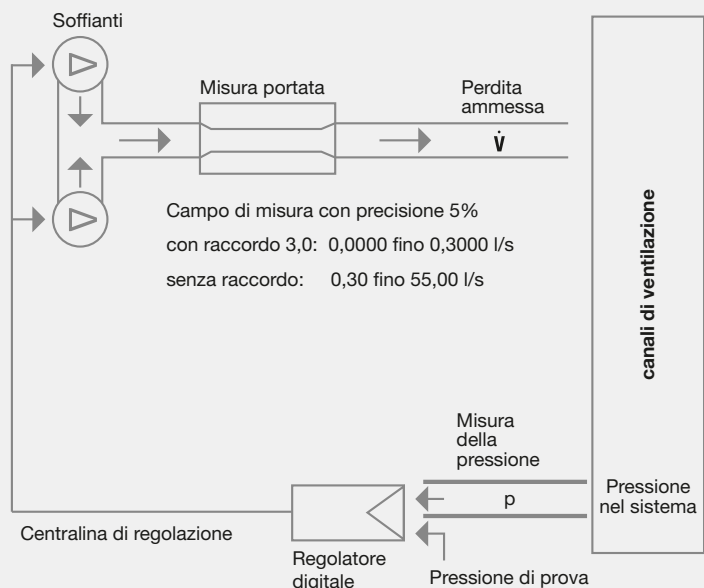 Soffianti
Misura portata
Perdita
ammessa
V̇
Campo di misura con precisione 5%
con raccordo 3,0: 0,0000 fino 0,3000 l/s
senza raccordo: 0,30 fino 55,00 l/s
canali di ventilazione
Misura
della
pressione
p
Pressione
nel sistema
Centralina di regolazione
Regolatore
digitale
Pressione di prova